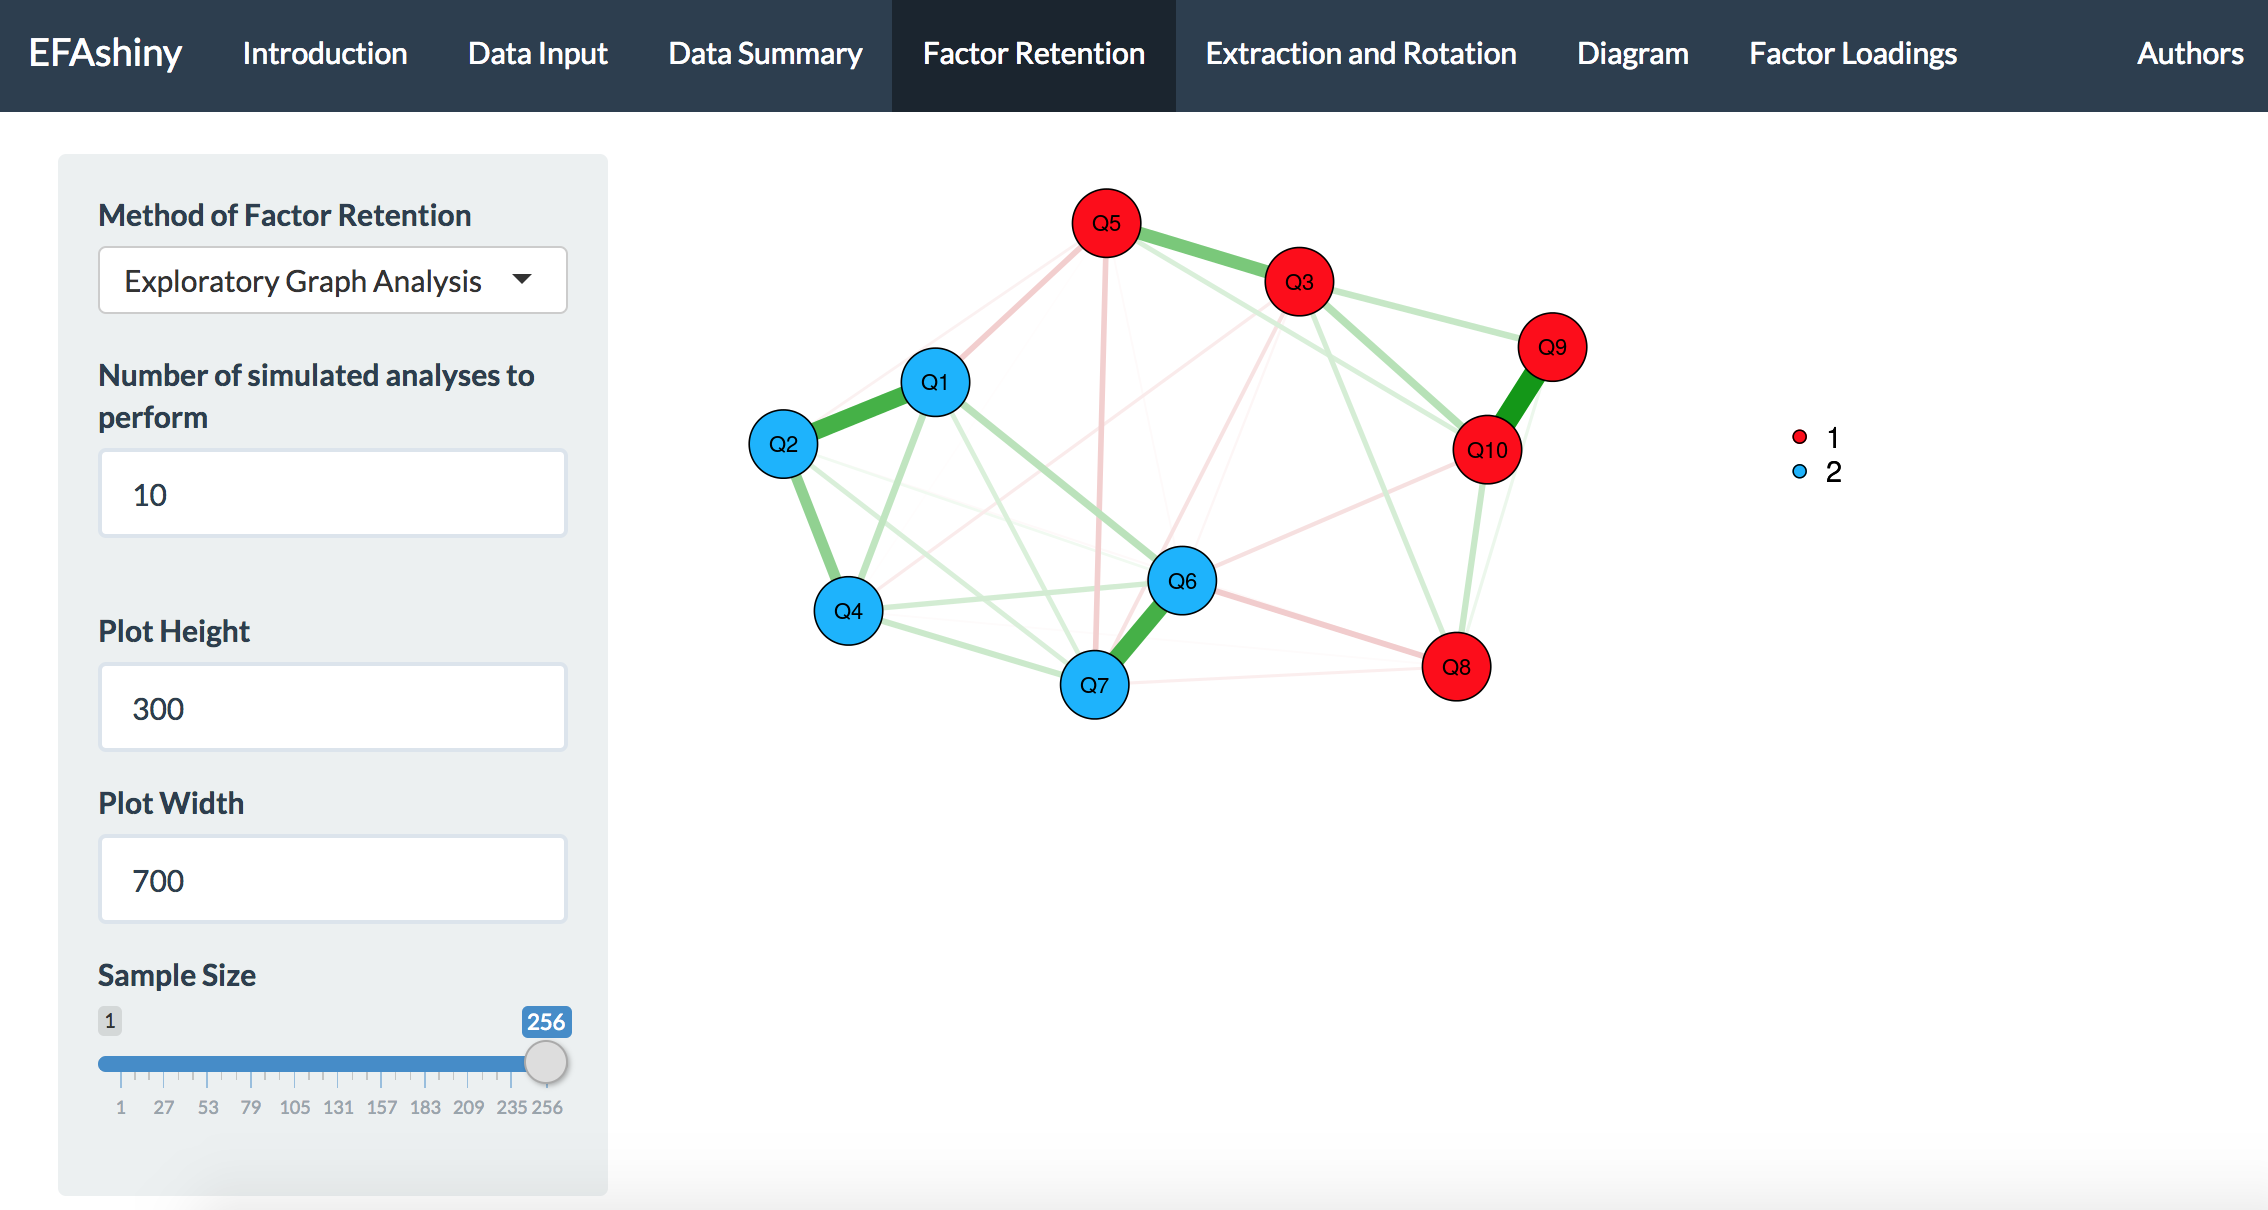 EFAshiny Introduction Data Input Data Summary Factor Retention Extraction and Rotation Diagram Factor Loadings Authors
Method of Factor Retention
Exploratory Graph Analysis
Number of simulated analyses to
perform
10
Plot Height
300
Plot Width
700
Sample Size
1 256
1 27 53 79 105 131 157 183 209 235 256
Q5
Q3
Q9
Q1
Q2
Q10
Q6
Q4
Q8
Q7
1
2